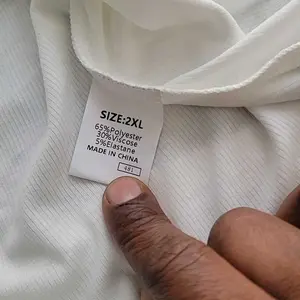 SIZE:2XL
65%Polyester
30%Viscose
5%Elastane
MADE IN CHINA